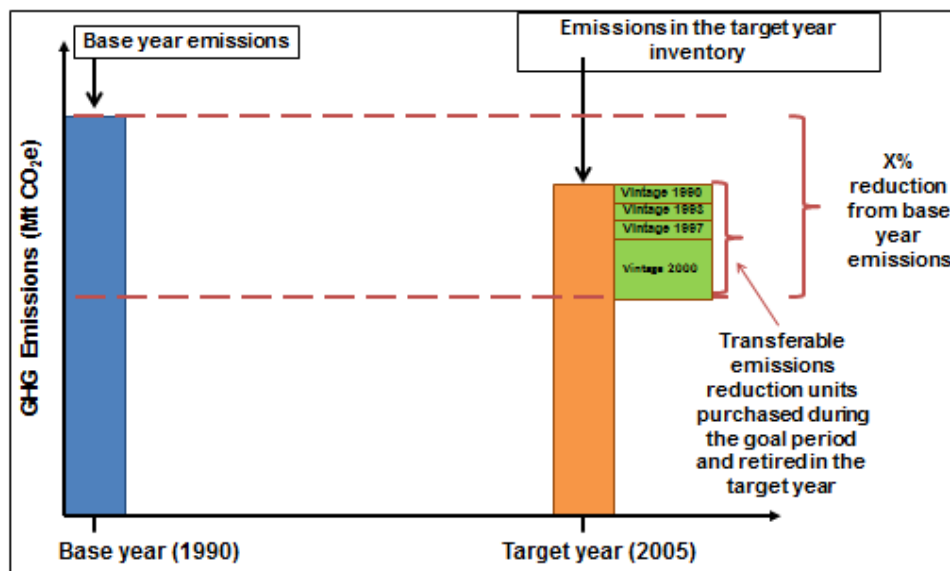 Base year emissions
Emissions in the target year
inventory
GHG Emissions (Mt CO₂e)
Vintage 1990
Vintage 1993
Vintage 1997
Vintage 2000
X%
reduction
from base
year
emissions
Transferable
emissions
reduction units
purchased during
the goal period
and retired in the
target year
Base year (1990)
Target year (2005)